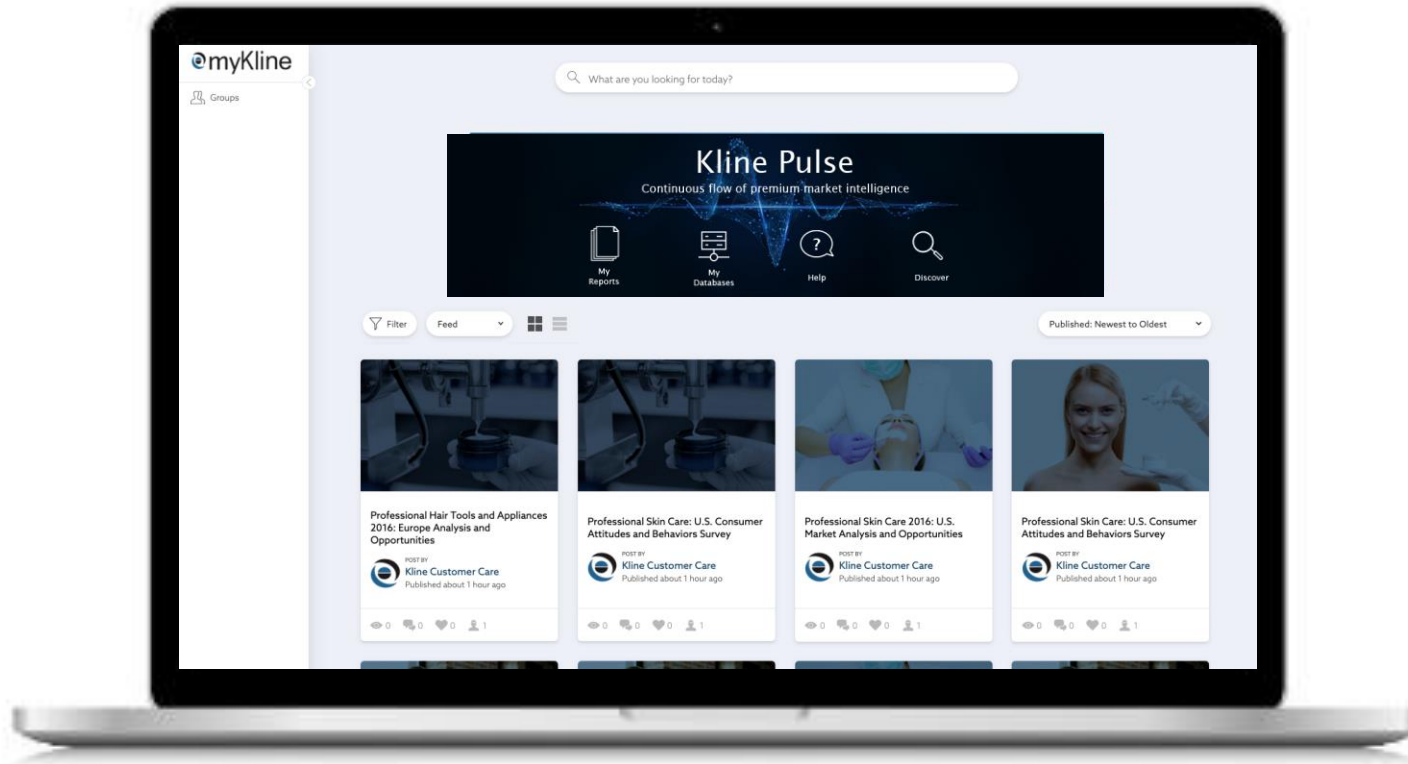 myKline
Groups
What are you looking for today?
Kline Pulse
Continuous flow of premium market intelligence
My
Reports
My
Databases
Help
Discover
Filter
Feed
Published: Newest to Oldest
Professional Hair Tools and Appliances
2016: Europe Analysis and
Opportunities
POST BY
Kline Customer Care
Published about 1 hour ago
0 0 0 1
Professional Skin Care: U.S. Consumer
Attitudes and Behaviors Survey
POST BY
Kline Customer Care
Published about 1 hour ago
0 0 0 1
Professional Skin Care 2016: U.S.
Market Analysis and Opportunities
POST BY
Kline Customer Care
Published about 1 hour ago
0 0 0 1
Professional Skin Care: U.S. Consumer
Attitudes and Behaviors Survey
POST BY
Kline Customer Care
Published about 1 hour ago
0 0 0 1